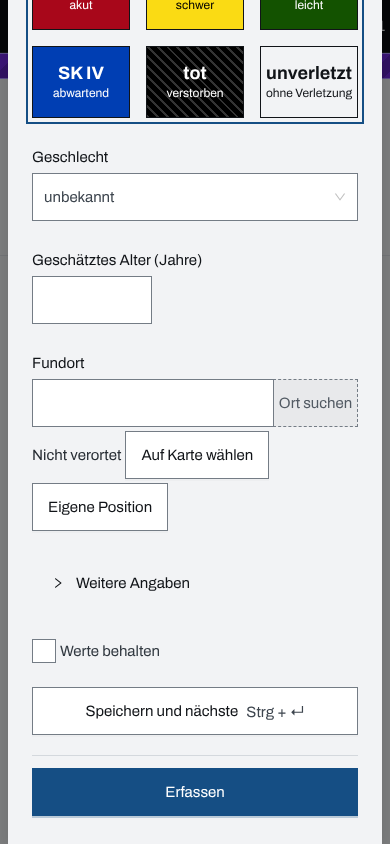 akut
schwer
leicht
SK IV
abwartend
tot
verstorben
unverletzt
ohne Verletzung
Geschlecht
unbekannt
Geschätztes Alter (Jahre)
Fundort
Ort suchen
Nicht verortet
Auf Karte wählen
Eigene Position
Weitere Angaben
Werte behalten
Speichern und nächste Strg + ↵
Erfassen